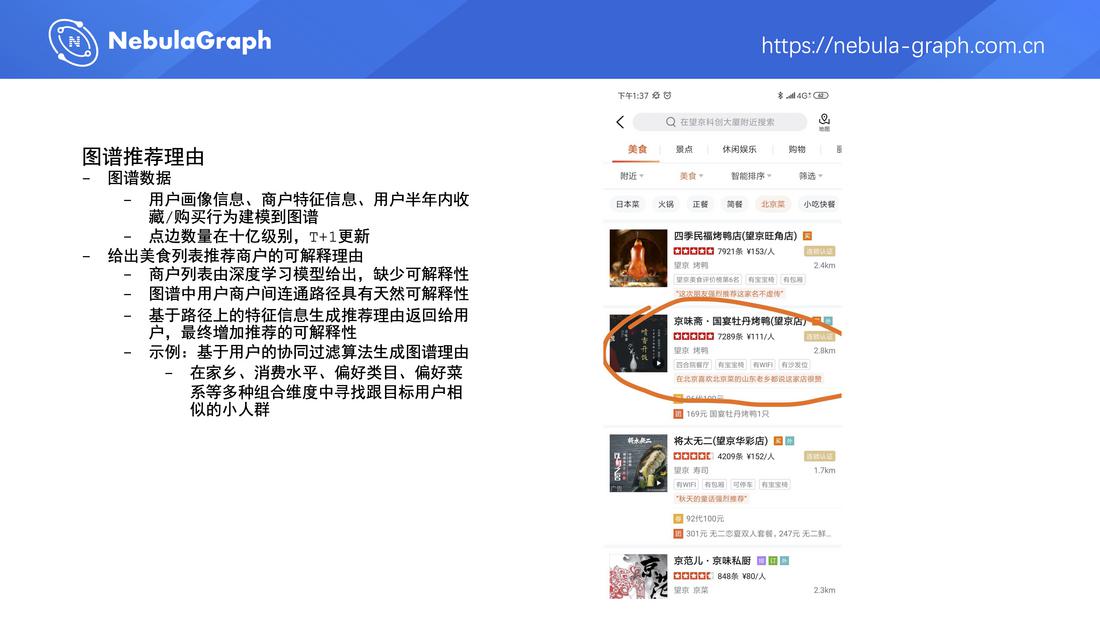 NebulaGraph
https://nebula-graph.com.cn
图谱推荐理由
– 图谱数据
– 用户画像信息、商户特征信息、用户半年内收
藏/购买行为建模到图谱
– 点边数量在十亿级别，T+1更新
– 给出美食列表推荐商户的可解释理由
– 商户列表由深度学习模型给出，缺少可解释性
– 图谱中用户商户间连通路径具有天然可解释性
– 基于路径上的特征信息生成推荐理由返回给用
户，最终增加推荐的可解释性
– 示例：基于用户的协同过滤算法生成图谱理由
– 在家乡、消费水平、偏好类目、偏好菜
系等多种组合维度中寻找跟目标用户相
似的小人群
下午1:37 4G 62
在望京科创大厦附近搜索 地图
美食 景点 休闲娱乐 购物
附近 美食 智能排序 筛选
日本菜 火锅 正餐 简餐 北京菜 小吃快餐
四季民福烤鸭店(望京旺角店) 买
7921条 ¥153/人 连锁认证
望京 烤鸭 2.4km
望京美食评价榜第6名 有宝宝椅 有包厢
"这次朋友强烈推荐这家名不虚传"
京味斋·国宴牡丹烤鸭(望京店) 外
7289条 ¥111/人 连锁认证
望京 烤鸭 2.8km
四合院餐厅 有宝宝椅 有WIFI 有沙发位
在北京喜欢北京菜的山东老乡都说这家店很赞
团 169元 国宴牡丹烤鸭1只
将太无二(望京华彩店) 买 外
4209条 ¥152/人 连锁认证
望京 寿司 1.7km
广告
有WIFI 有包厢 可停车 有宝宝椅
"秋天的童话强烈推荐"
券 92代100元
团 301元 无二恋夏双人套餐，247元 无二鲜...
京范儿·京味私厨 订 外
848条 ¥80/人
望京 京菜 2.3km